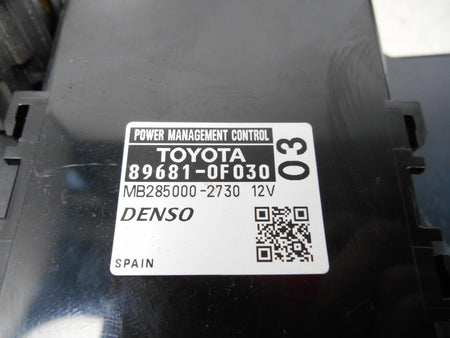 POWER MANAGEMENT CONTROL
TOYOTA
89681-0F030
03
MB285000-2730 12V
DENSO
SPAIN